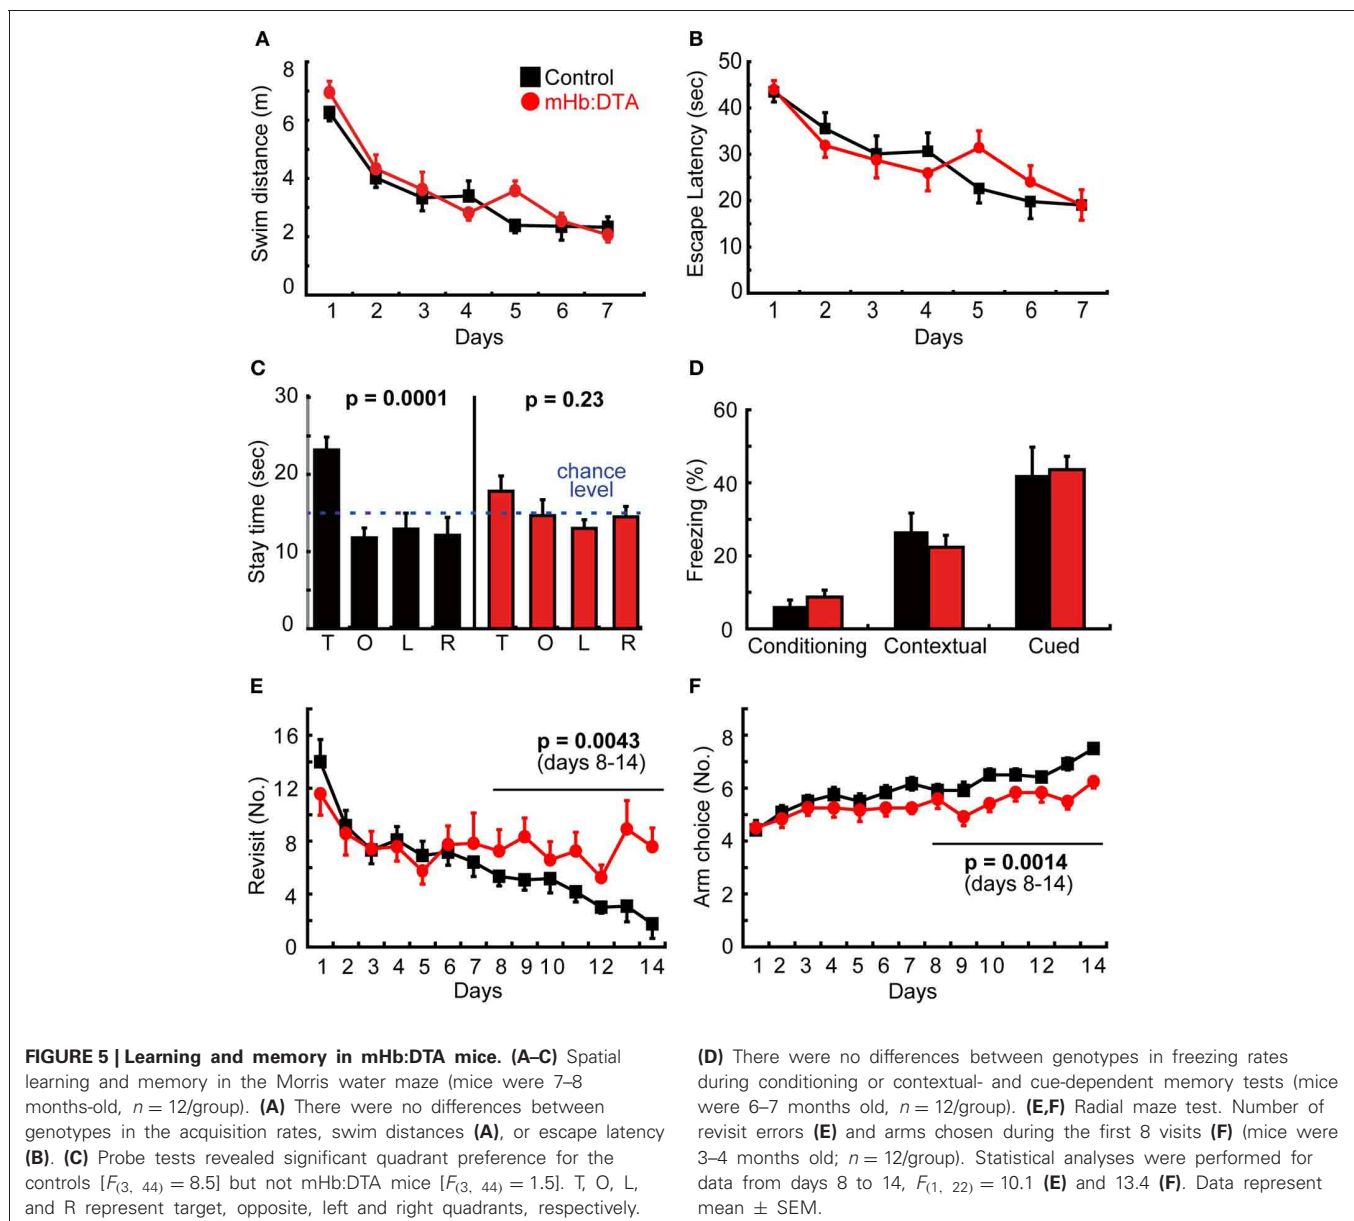 A
8
6
4
2
0
Swim distance (m)
Control
mHb:DTA
1 2 3 4 5 6 7
Days
B
50
40
30
20
10
0
Escape Latency (sec)
1 2 3 4 5 6 7
Days
C
30
20
10
0
Stay time (sec)
p = 0.0001
p = 0.23
chance
level
T O L R T O L R
D
60
40
20
0
Freezing (%)
Conditioning Contextual Cued
E
16
12
8
4
0
Revisit (No.)
p = 0.0043
(days 8-14)
1 2 3 4 5 6 7 8 9 10 12 14
Days
F
8
6
4
2
0
Arm choice (No.)
p = 0.0014
(days 8-14)
1 2 3 4 5 6 7 8 9 10 12 14
Days
FIGURE 5 | Learning and memory in mHb:DTA mice. (A–C) Spatial
learning and memory in the Morris water maze (mice were 7–8
months-old, n = 12/group). (A) There were no differences between
genotypes in the acquisition rates, swim distances (A), or escape latency
(B). (C) Probe tests revealed significant quadrant preference for the
controls [F(3, 44) = 8.5] but not mHb:DTA mice [F(3, 44) = 1.5]. T, O, L,
and R represent target, opposite, left and right quadrants, respectively.
(D) There were no differences between genotypes in freezing rates
during conditioning or contextual- and cue-dependent memory tests (mice
were 6–7 months old, n = 12/group). (E,F) Radial maze test. Number of
revisit errors (E) and arms chosen during the first 8 visits (F) (mice were
3–4 months old; n = 12/group). Statistical analyses were performed for
data from days 8 to 14, F(1, 22) = 10.1 (E) and 13.4 (F). Data represent
mean ± SEM.